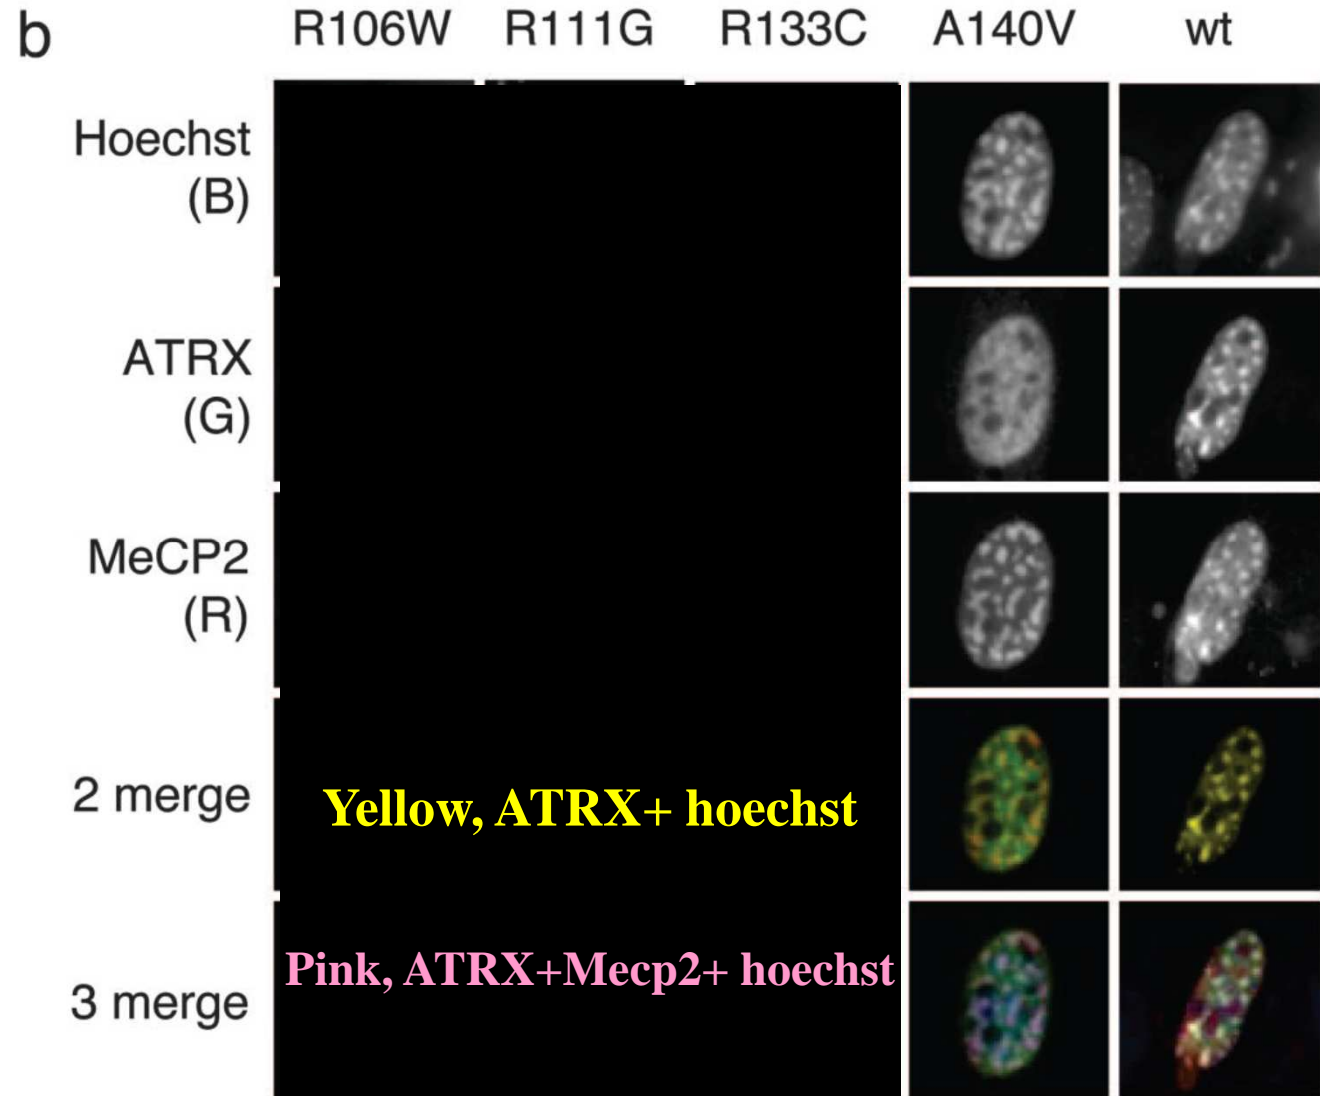 b
R106W R111G R133C A140V wt
Hoechst
(B)
ATRX
(G)
MeCP2
(R)
2 merge
Yellow, ATRX+ hoechst
3 merge
Pink, ATRX+Mecp2+ hoechst